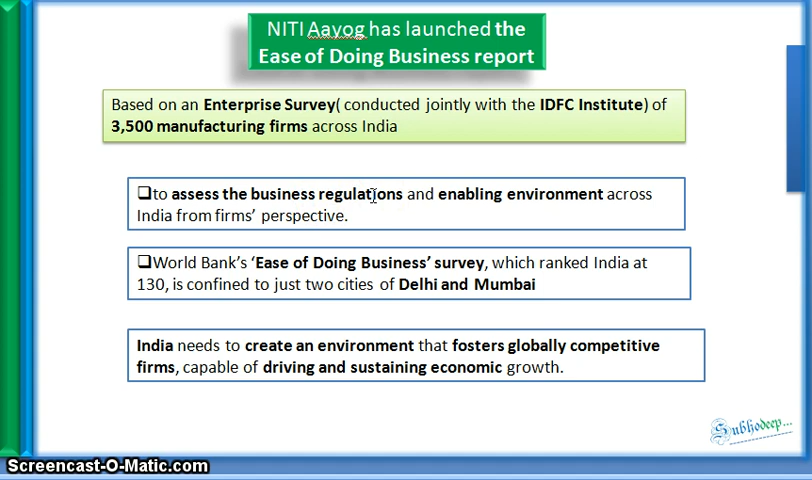 NITI Aayog has launched the
Ease of Doing Business report
Based on an Enterprise Survey( conducted jointly with the IDFC Institute) of
3,500 manufacturing firms across India
to assess the business regulations and enabling environment across
India from firms’ perspective.
World Bank’s ‘Ease of Doing Business’ survey, which ranked India at
130, is confined to just two cities of Delhi and Mumbai
India needs to create an environment that fosters globally competitive
firms, capable of driving and sustaining economic growth.
Subhodeep...
Screencast-O-Matic.com